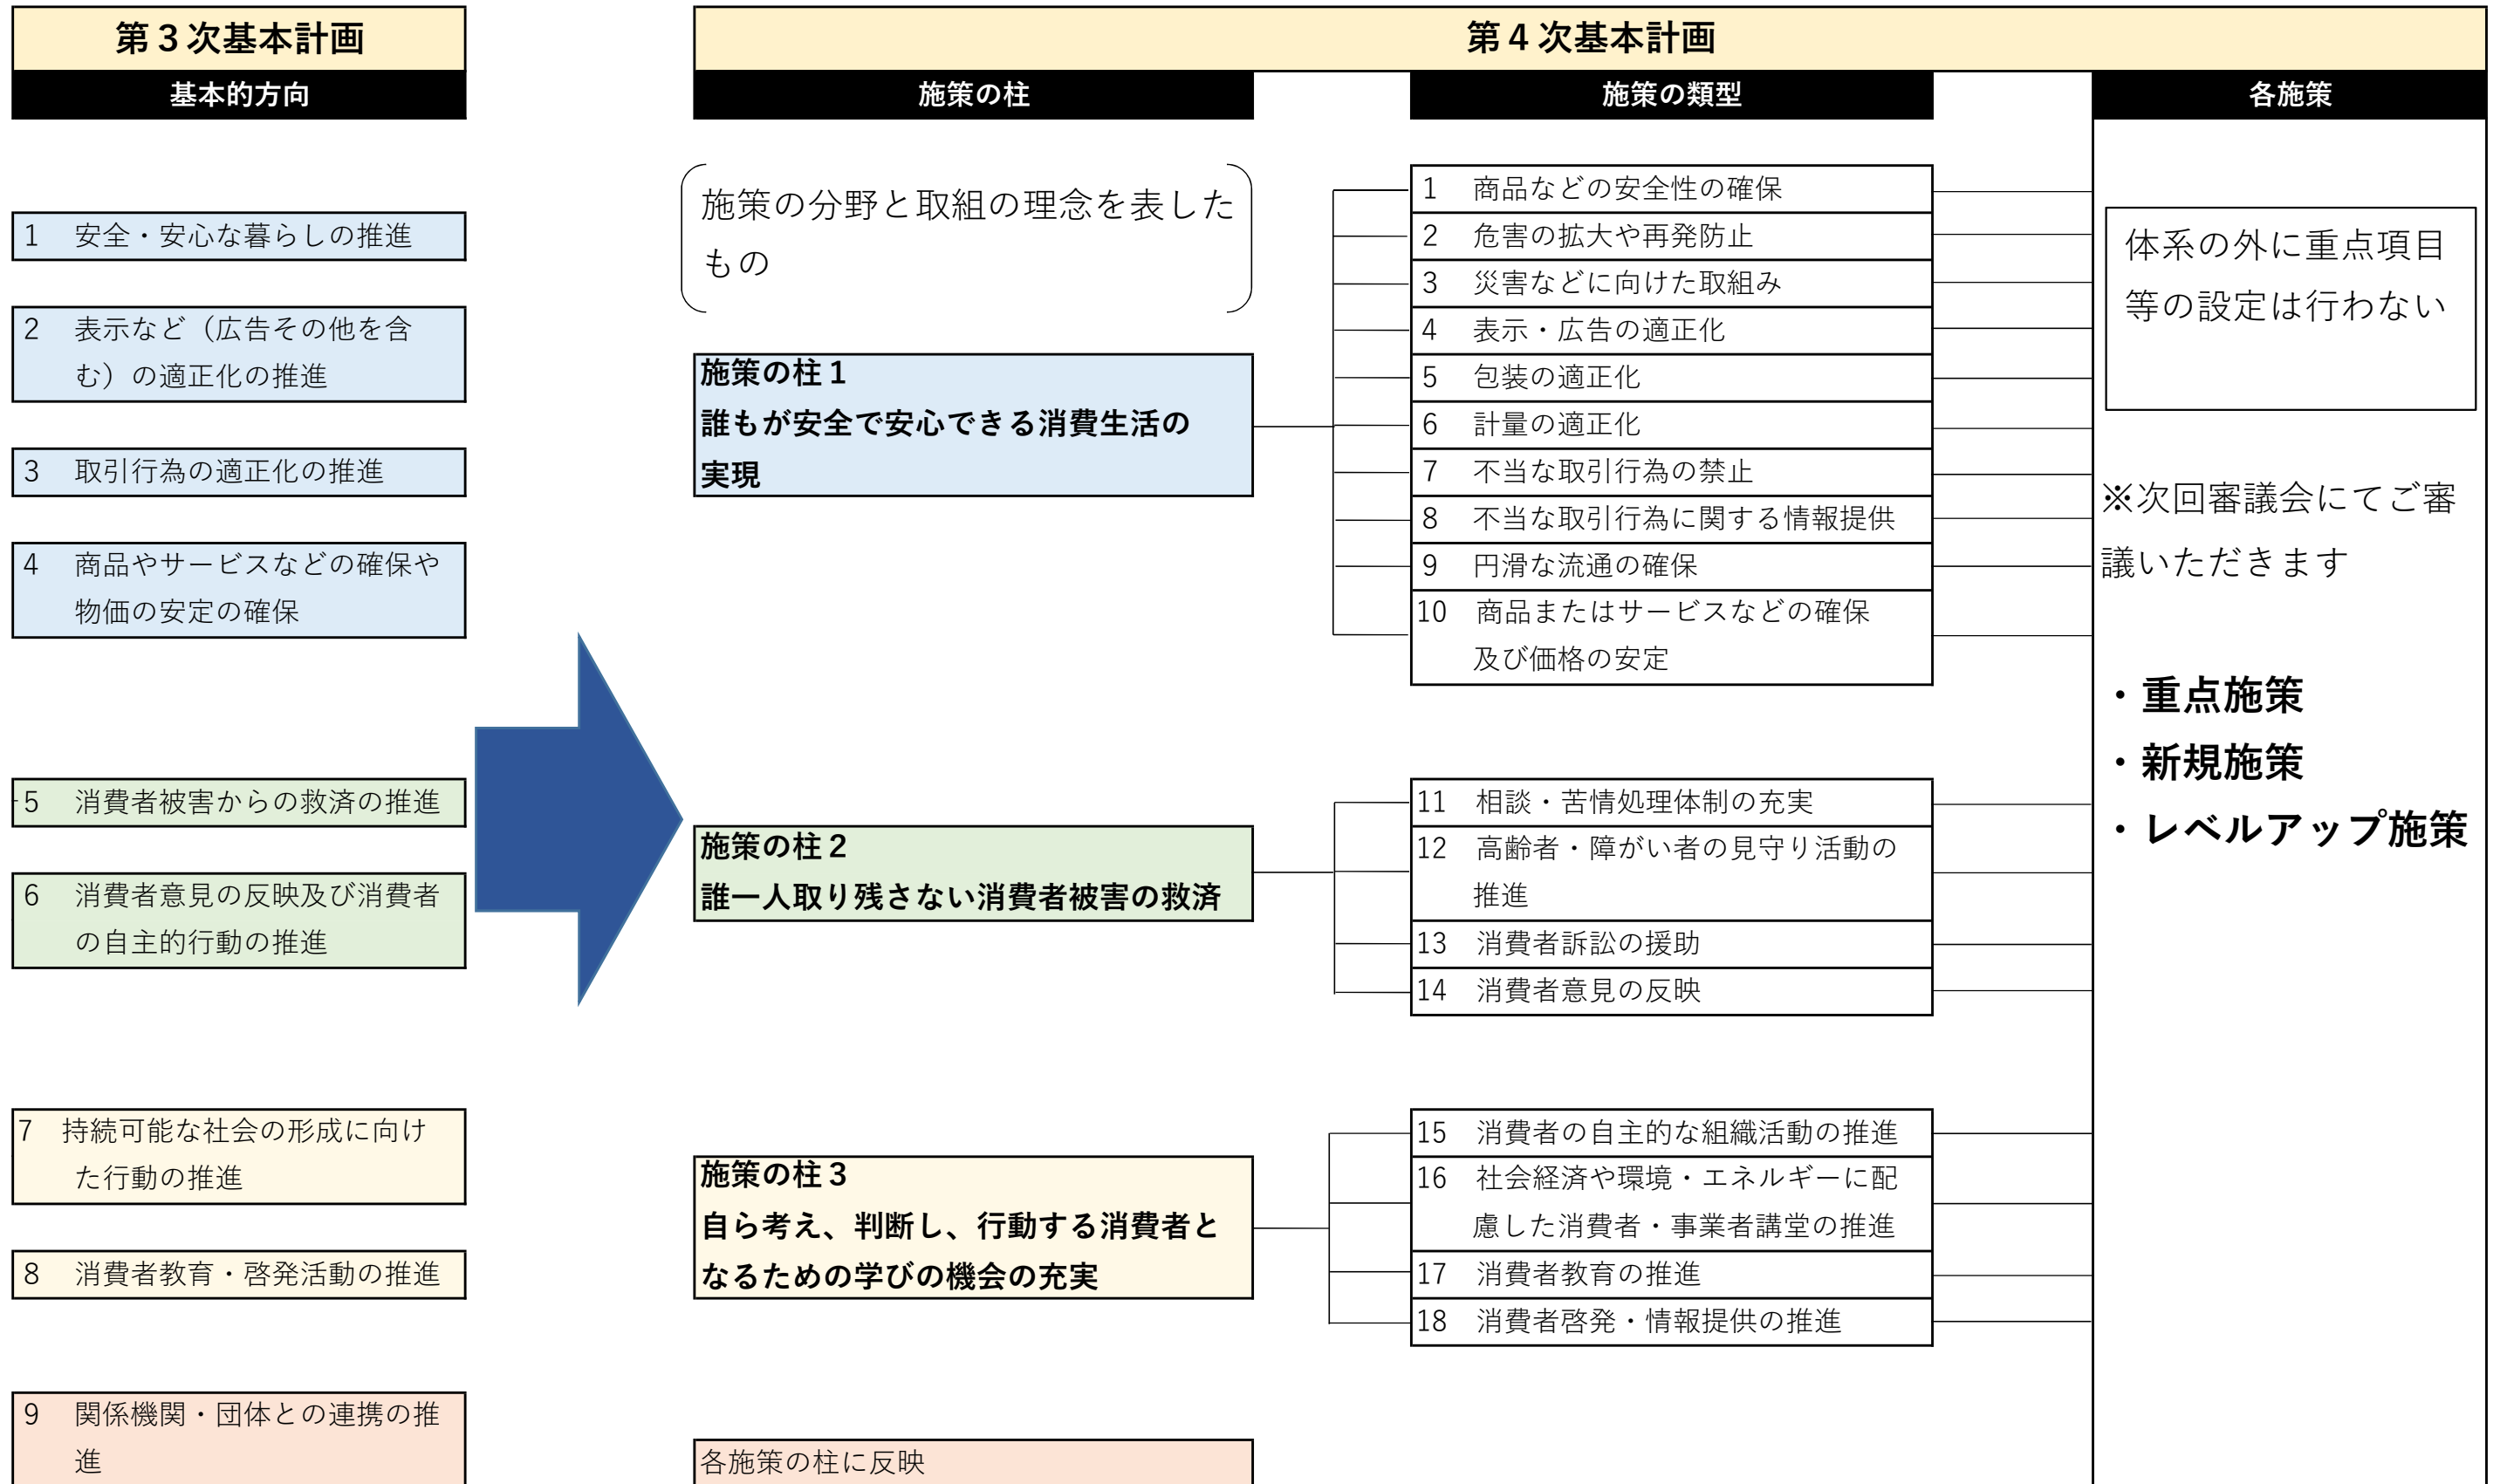 第３次基本計画
基本的方向
1 安全・安心な暮らしの推進
2 表示など（広告その他を含
む）の適正化の推進
3 取引行為の適正化の推進
4 商品やサービスなどの確保や
物価の安定の確保
5 消費者被害からの救済の推進
6 消費者意見の反映及び消費者
の自主的行動の推進
7 持続可能な社会の形成に向け
た行動の推進
8 消費者教育・啓発活動の推進
9 関係機関・団体との連携の推
進
第４次基本計画
施策の柱
施策の分野と取組の理念を表した
もの
施策の柱１
誰もが安全で安心できる消費生活の
実現
施策の柱２
誰一人取り残さない消費者被害の救済
施策の柱３
自ら考え、判断し、行動する消費者と
なるための学びの機会の充実
各施策の柱に反映
施策の類型
1 商品などの安全性の確保
2 危害の拡大や再発防止
3 災害などに向けた取組み
4 表示・広告の適正化
5 包装の適正化
6 計量の適正化
7 不当な取引行為の禁止
8 不当な取引行為に関する情報提供
9 円滑な流通の確保
10 商品またはサービスなどの確保
及び価格の安定
11 相談・苦情処理体制の充実
12 高齢者・障がい者の見守り活動の
推進
13 消費者訴訟の援助
14 消費者意見の反映
15 消費者の自主的な組織活動の推進
16 社会経済や環境・エネルギーに配
慮した消費者・事業者講堂の推進
17 消費者教育の推進
18 消費者啓発・情報提供の推進
各施策
体系の外に重点項目
等の設定は行わない
※次回審議会にてご審
議いただきます
・重点施策
・新規施策
・レベルアップ施策